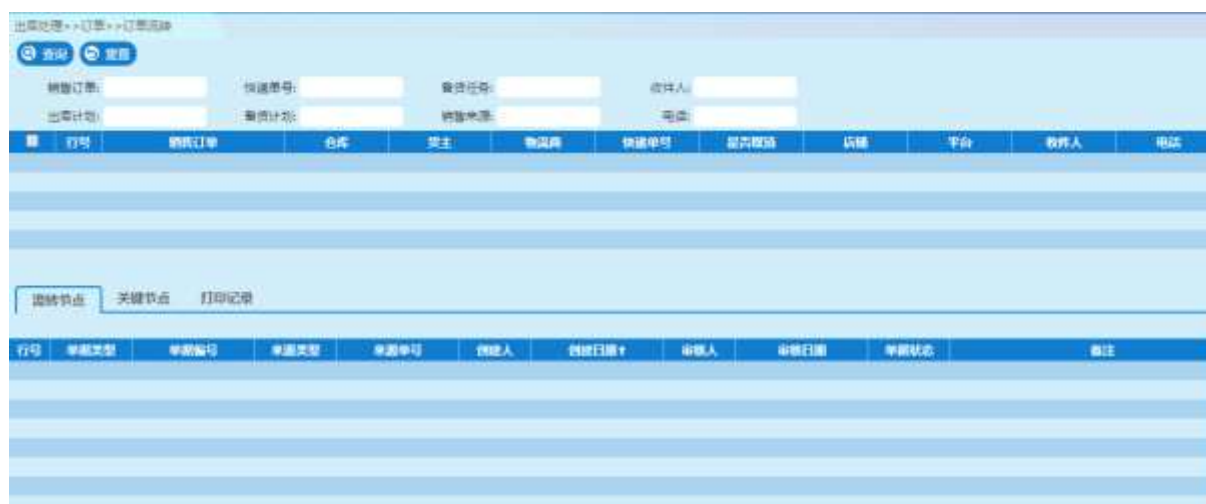 出库处理>>订单>>订单流踪
查询 重置
销售订单: 快递单号: 备货任务: 收件人:
出库计划: 备货计划: 销售来源: 电话:
行号 销售订单 仓库 货主 物流商 快递单号 是否取消 店铺 平台 收件人 电话
流转节点 关键节点 打印记录
行号 单据类型 单据编号 来源类型 来源单号 创建人 创建日期↑ 审核人 审核日期 单据状态 备注